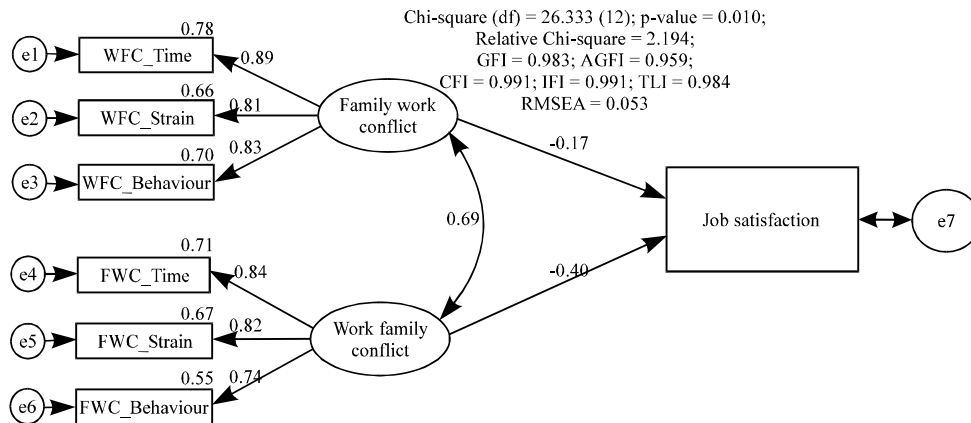 Chi-square (df) = 26.333 (12); p-value = 0.010;
Relative Chi-square = 2.194;
GFI = 0.983; AGFI = 0.959;
CFI = 0.991; IFI = 0.991; TLI = 0.984
RMSEA = 0.053
0.78
e1
WFC_Time
0.89
0.66
e2
WFC_Strain
0.81
0.70
e3
WFC_Behaviour
0.83
Family work
conflict
-0.17
0.69
Job satisfaction
e7
-0.40
0.71
e4
FWC_Time
0.84
0.67
e5
FWC_Strain
0.82
0.55
e6
FWC_Behaviour
0.74
Work family
conflict